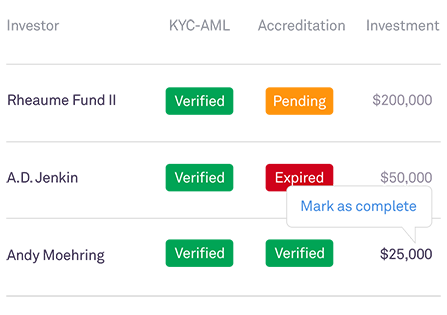 Investor KYC-AML Accreditation Investment
Rheaume Fund II Verified Pending $200,000
A.D. Jenkin Verified Expired $50,000
Mark as complete
Andy Moehring Verified Verified $25,000